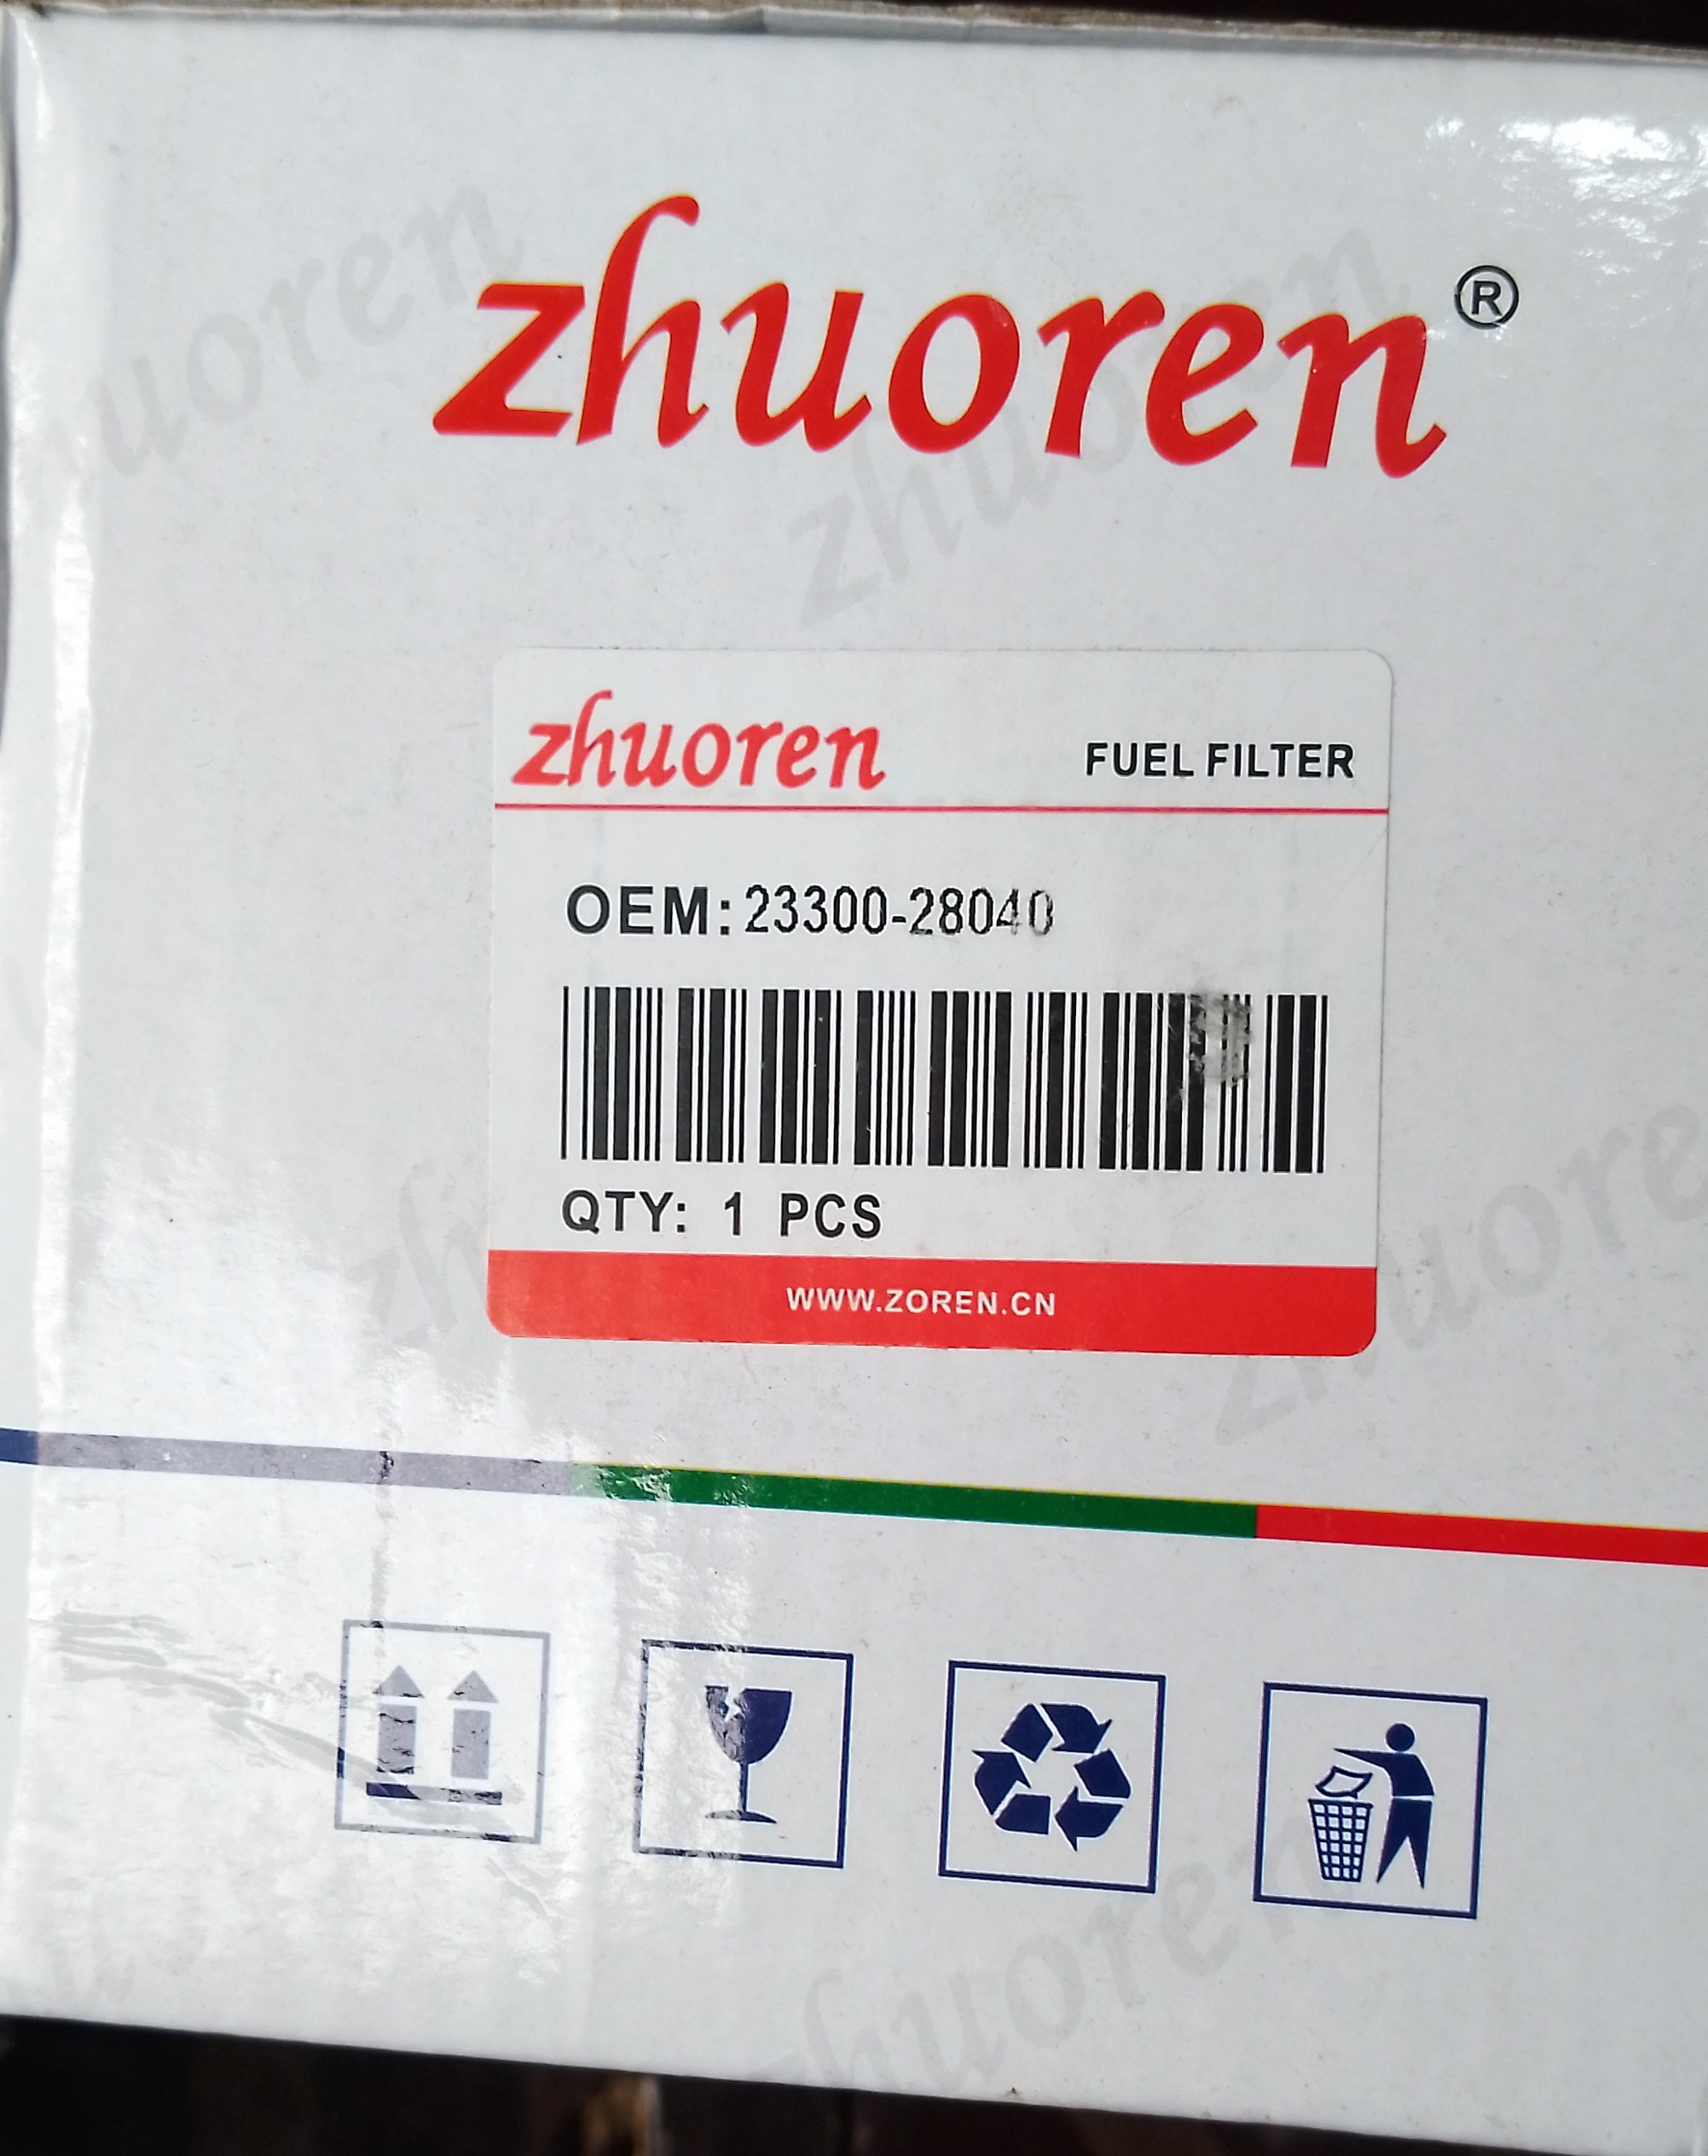 zhuoren®
zhuoren FUEL FILTER
OEM: 23300-28040
QTY: 1 PCS
WWW.ZOREN.CN